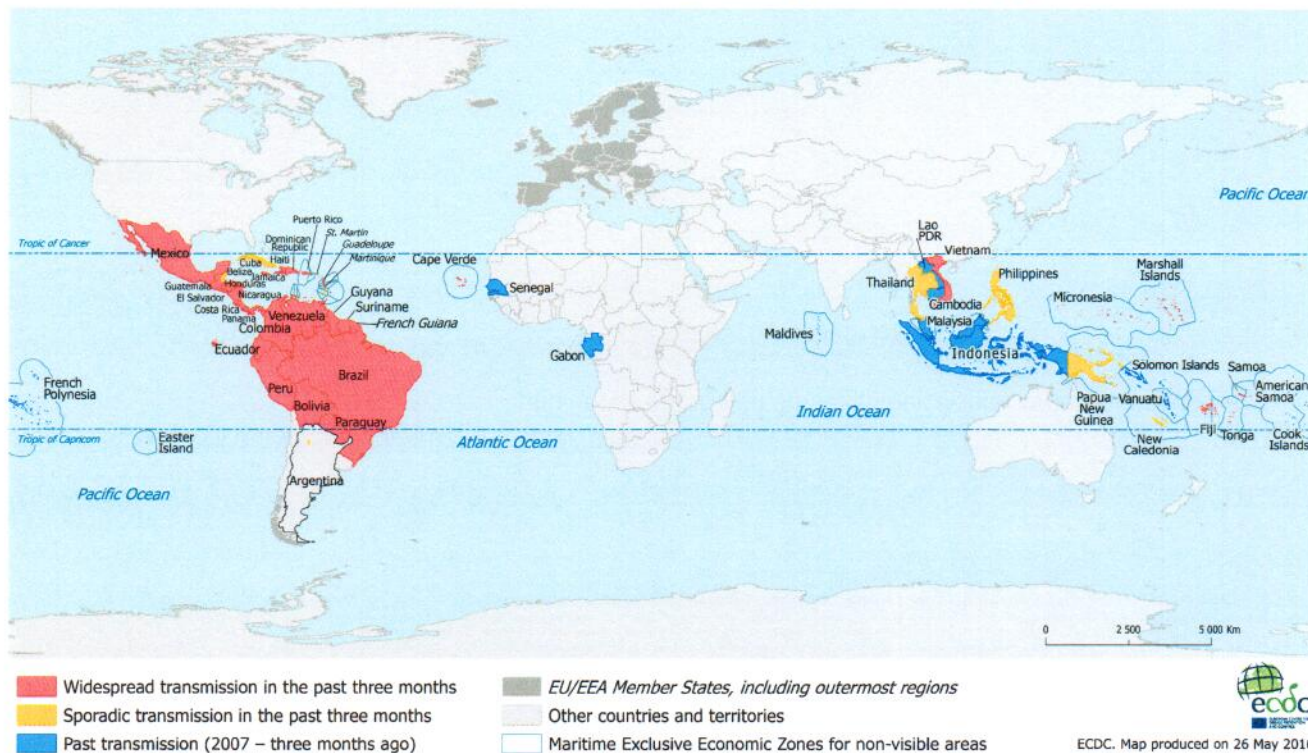 Pacific Ocean
Puerto Rico
St. Martin
Guadeloupe
Martinique
Dominican
Republic
Haiti
Tropic of Cancer
Mexico
Cuba
Belize
Jamaica
Guatemala
Honduras
El Salvador
Nicaragua
Costa Rica
Panama
Venezuela
Colombia
Guyana
Suriname
French Guiana
Ecuador
Cape Verde
Senegal
Gabon
Lao
PDR
Vietnam
Thailand
Philippines
Cambodia
Malaysia
Maldives
Indonesia
Marshall
Islands
Micronesia
Brazil
Peru
Bolivia
Paraguay
French
Polynesia
Tropic of Capricorn
Easter
Island
Atlantic Ocean
Indian Ocean
Solomon Islands
Samoa
American
Samoa
Papua
New
Guinea
Vanuatu
New
Caledonia
Fiji
Tonga
Cook
Islands
Argentina
Pacific Ocean
0 2 500 5 000 Km
Widespread transmission in the past three months
Sporadic transmission in the past three months
Past transmission (2007 – three months ago)
EU/EEA Member States, including outermost regions
Other countries and territories
Maritime Exclusive Economic Zones for non-visible areas
ecdc
ECDC. Map produced on 26 May 201